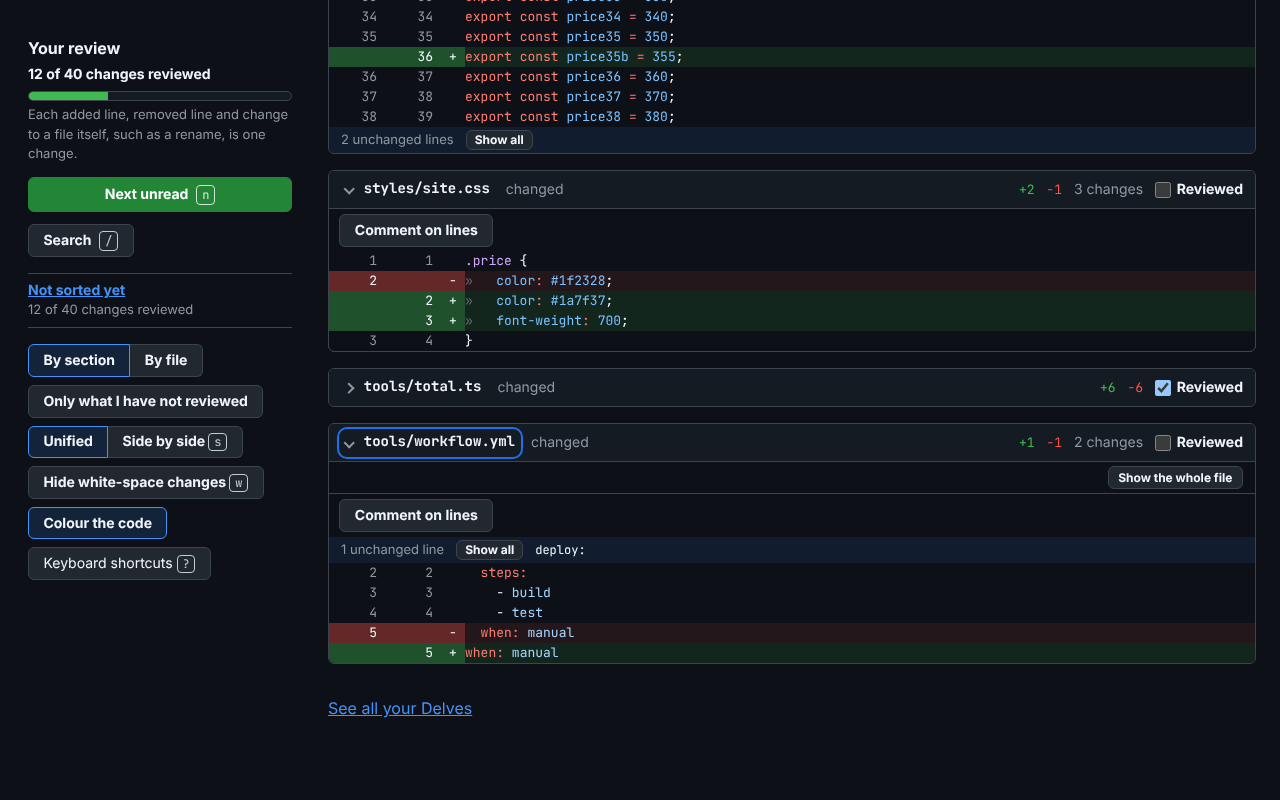 Your review
12 of 40 changes reviewed
Each added line, removed line and change
to a file itself, such as a rename, is one
change.
Next unread n
Search /
Not sorted yet
12 of 40 changes reviewed
By section By file
Only what I have not reviewed
Unified Side by side s
Hide white-space changes w
Colour the code
Keyboard shortcuts ?
34 34 export const price34 = 340;
35 35 export const price35 = 350;
36 + export const price35b = 355;
36 37 export const price36 = 360;
37 38 export const price37 = 370;
38 39 export const price38 = 380;
2 unchanged lines Show all
styles/site.css changed +2 -1 3 changes Reviewed
Comment on lines
1 1 .price {
2 - » color: #1f2328;
2 + » color: #1a7f37;
3 + » font-weight: 700;
3 4 }
tools/total.ts changed +6 -6 Reviewed
tools/workflow.yml changed +1 -1 2 changes Reviewed
Show the whole file
Comment on lines
1 unchanged line Show all deploy:
2 2 steps:
3 3 - build
4 4 - test
5 - when: manual
5 + when: manual
See all your Delves